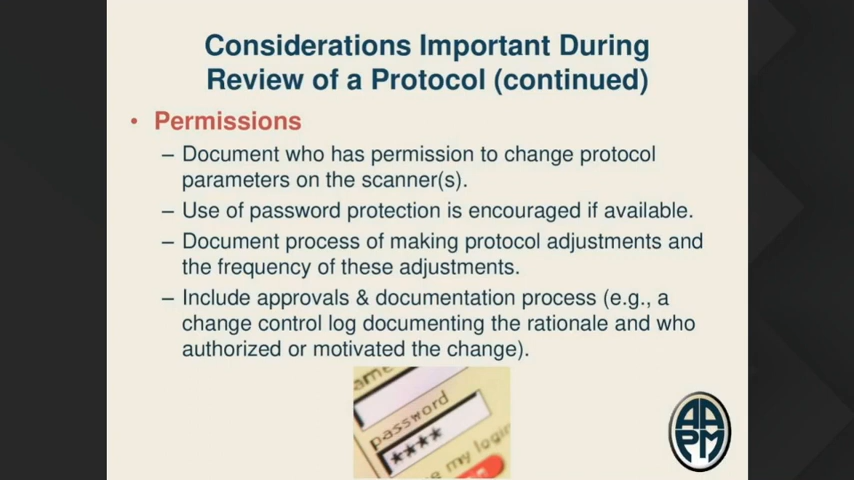 Considerations Important During
Review of a Protocol (continued)
• Permissions
– Document who has permission to change protocol
parameters on the scanner(s).
– Use of password protection is encouraged if available.
– Document process of making protocol adjustments and
the frequency of these adjustments.
– Include approvals & documentation process (e.g., a
change control log documenting the rationale and who
authorized or motivated the change).
password
****
my login
AAPM